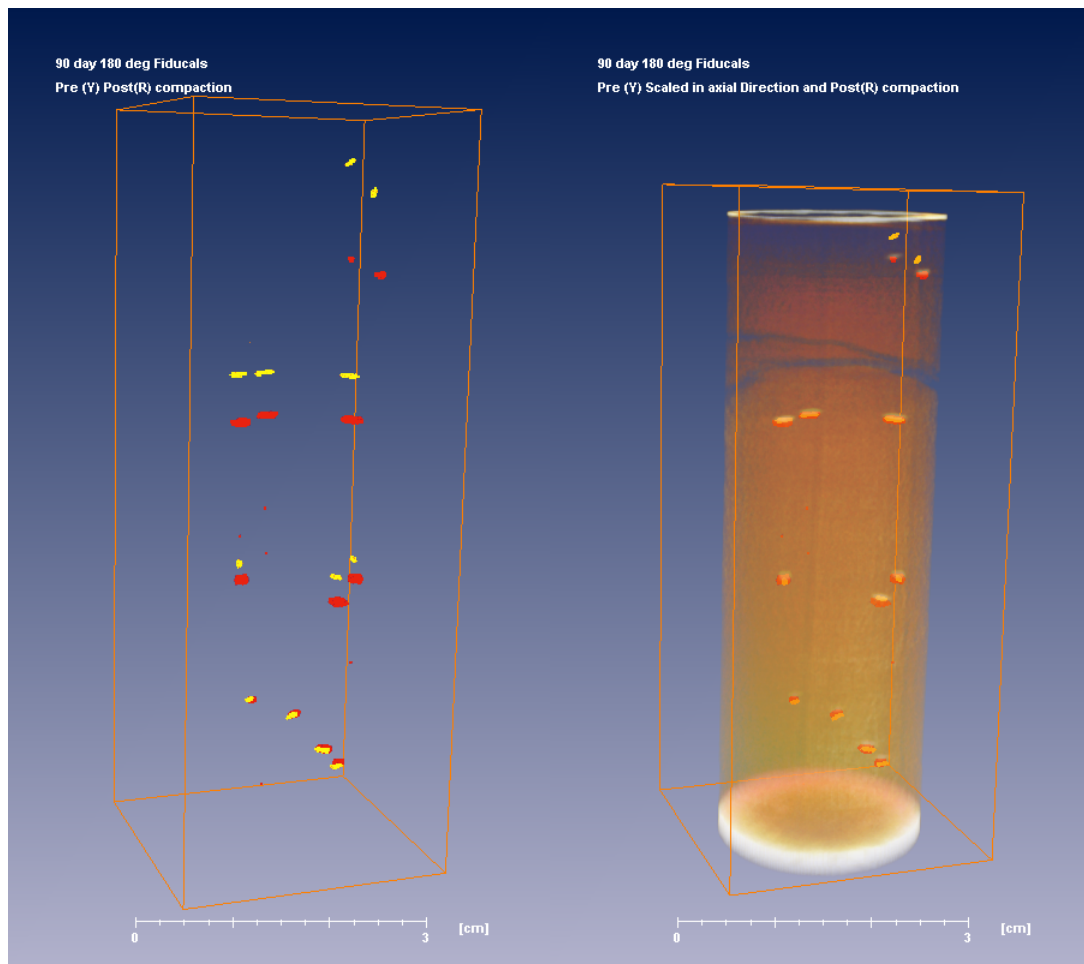 90 day 180 deg Fiducals
Pre (Y) Post(R) compaction
0
3
[cm]
90 day 180 deg Fiducals
Pre (Y) Scaled in axial Direction and Post(R) compaction
0
3
[cm]